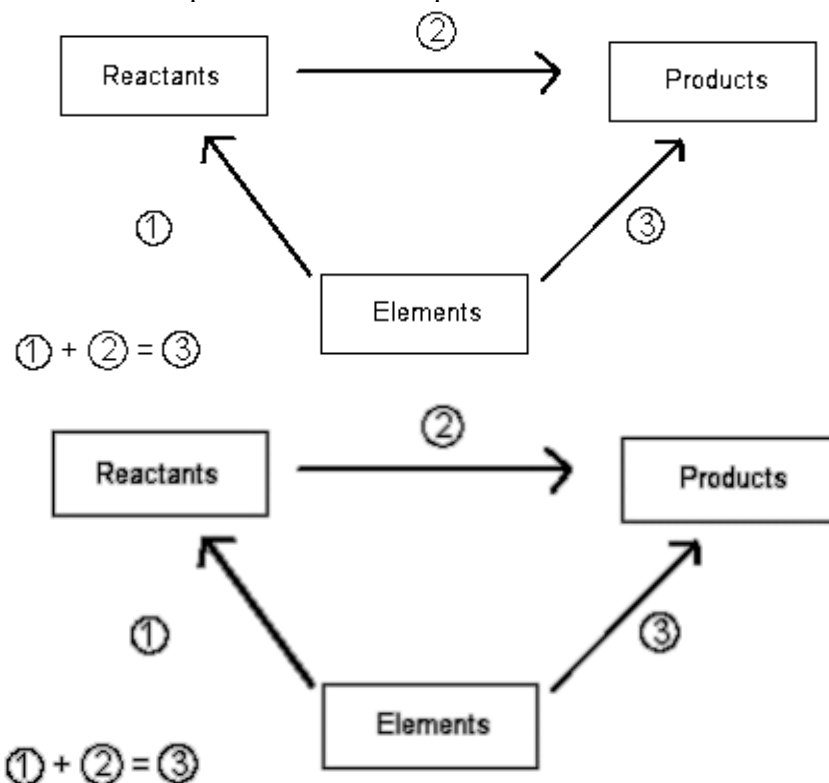 ②
Reactants
Products
①
③
Elements
① + ② = ③
②
Reactants
Products
①
③
Elements
① + ② = ③